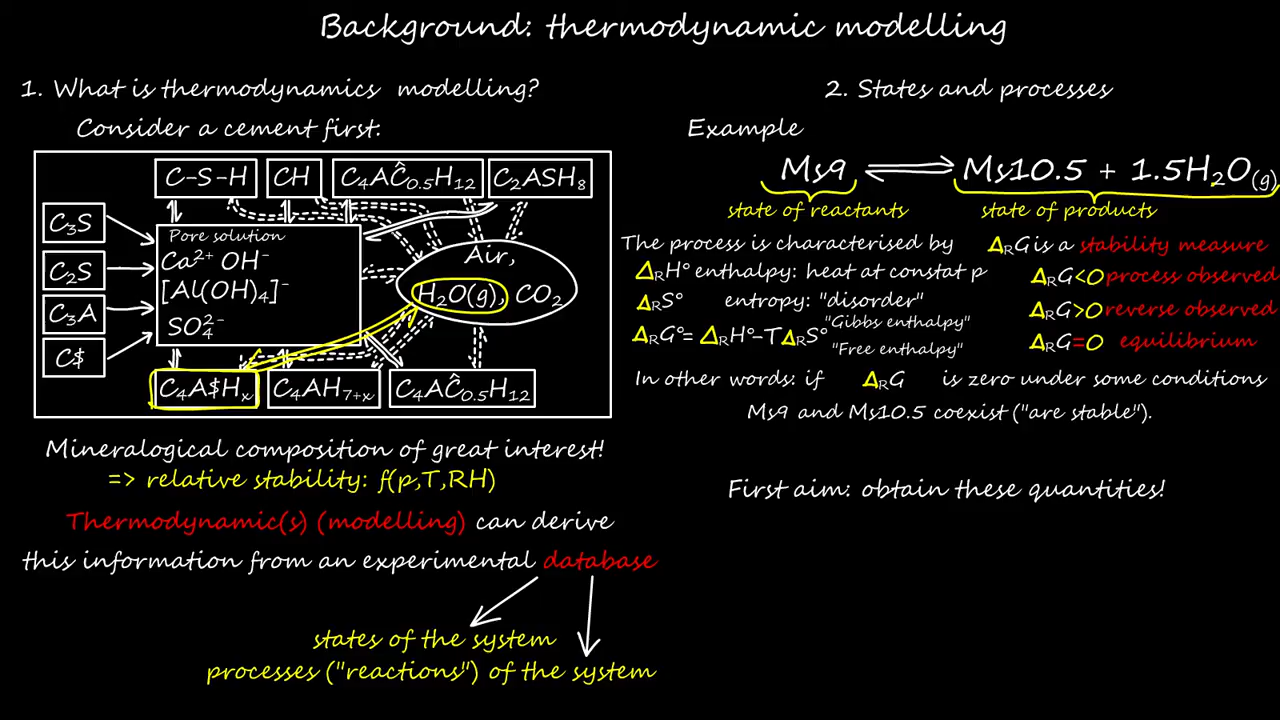 Background: thermodynamic modelling
1. What is thermodynamics modelling?
Consider a cement first:
C-S-H
CH
C₄AĈ₀.₅H₁₂
C₂ASH₈
C₃S
C₂S
C₃A
C$
Pore solution
Ca²⁺ OH⁻
[Al(OH)₄]⁻
SO₄²⁻
Air,
H₂O(g), CO₂
C₄A$Hₓ
C₄AH₇₊ₓ
C₄AĈ₀.₅H₁₂
Mineralogical composition of great interest!
=> relative stability: f(p,T,RH)
Thermodynamic(s) (modelling) can derive
this information from an experimental database
states of the system
processes ("reactions") of the system
2. States and processes
Example
Ms9 ⇌ Ms10.5 + 1.5H₂O(g)
state of reactants
state of products
The process is characterised by
ΔRH° enthalpy: heat at constat p
ΔRS° entropy: "disorder"
ΔRG° = ΔRH°-TΔRS°
"Gibbs enthalpy"
"Free enthalpy"
ΔRG is a stability measure
ΔRG<0 process observed
ΔRG>0 reverse observed
ΔRG=0 equilibrium
In other words: if ΔRG is zero under some conditions
Ms9 and Ms10.5 coexist ("are stable").
First aim: obtain these quantities!